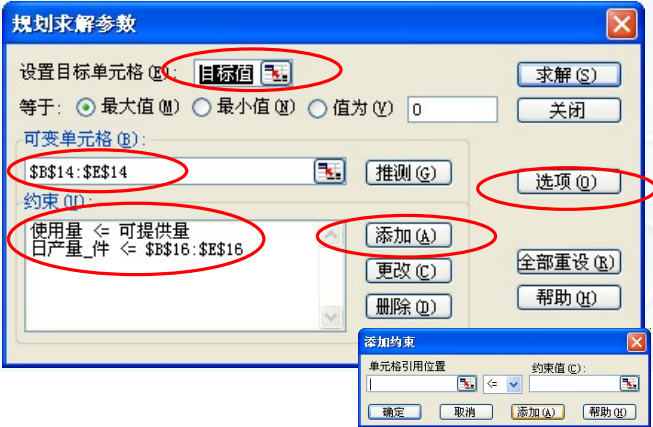 规划求解参数
设置目标单元格(E): 目标值 求解(S)
等于: 最大值(M) 最小值(N) 值为(V) 0 关闭
可变单元格(B):
$B$14:$E$14 推测(G) 选项(O)
约束(U):
使用量 <= 可提供量 添加(A)
日产量_件 <= $B$16:$E$16
更改(C) 全部重设(R)
删除(D) 帮助(H)
添加约束
单元格引用位置 约束值(C):
<=
确定 取消 添加(A) 帮助(H)